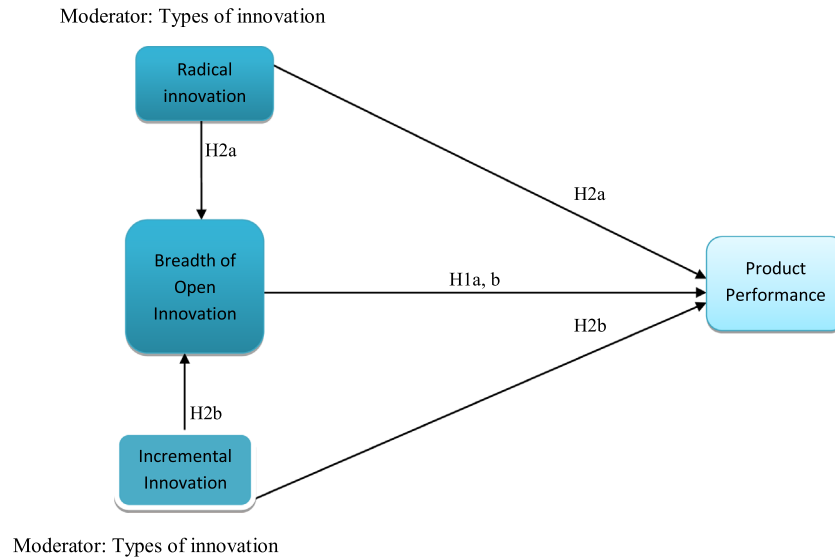 Moderator: Types of innovation
Radical
innovation
H2a
H2a
Breadth of
Open
Innovation
H1a, b
Product
Performance
H2b
H2b
Incremental
Innovation
Moderator: Types of innovation